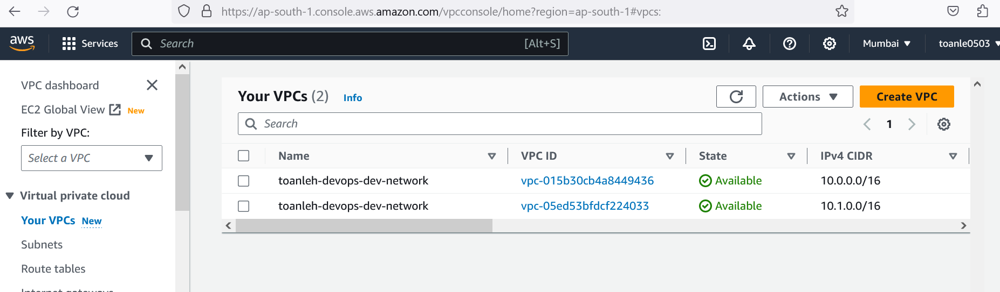 https://ap-south-1.console.aws.amazon.com/vpcconsole/home?region=ap-south-1#vpcs:
aws Services Search [Alt+S] Mumbai toanle0503
VPC dashboard
EC2 Global View New
Filter by VPC:
Select a VPC
Virtual private cloud
Your VPCs New
Subnets
Route tables
Internet gateways
Your VPCs (2) Info Actions Create VPC
Search 1
Name VPC ID State IPv4 CIDR
toanleh-devops-dev-network vpc-015b30cb4a8449436 Available 10.0.0.0/16
toanleh-devops-dev-network vpc-05ed53bfdcf224033 Available 10.1.0.0/16